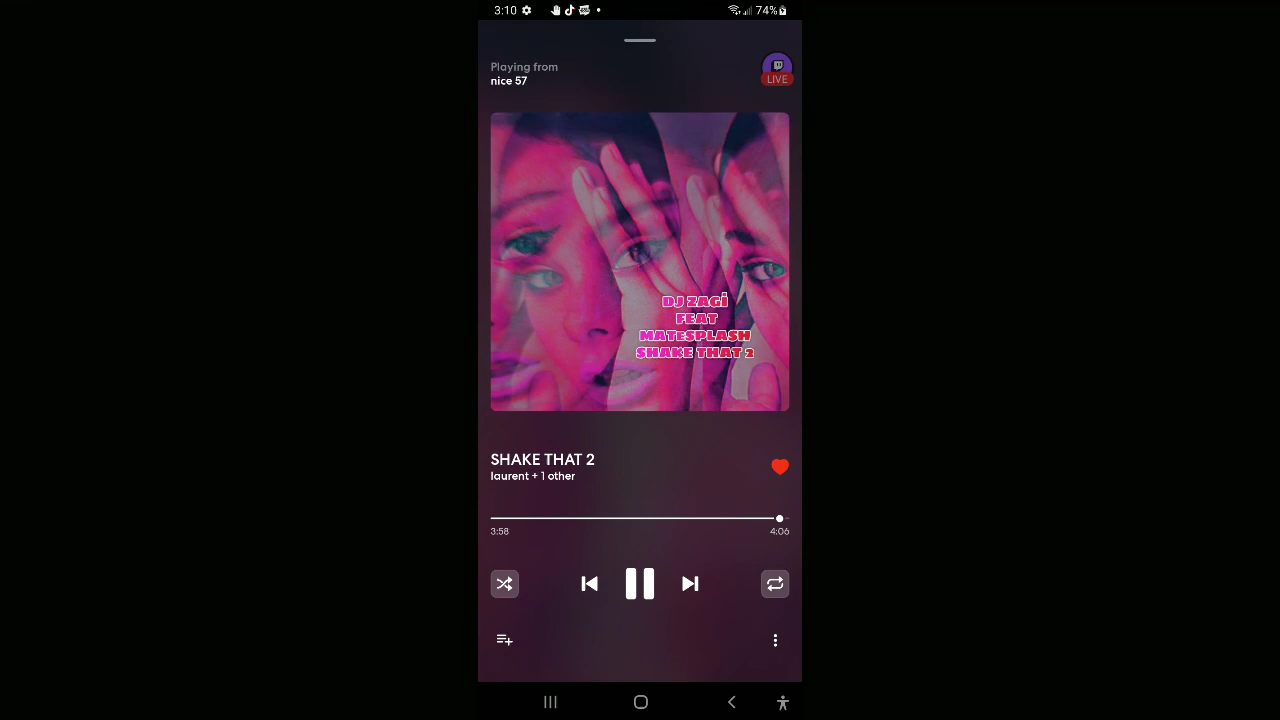 3:10
74%
Playing from
nice 57
LIVE
DJ ZAGİ
FEAT
MATESPLASH
SHAKE THAT 2
SHAKE THAT 2
laurent + 1 other
3:58
4:06